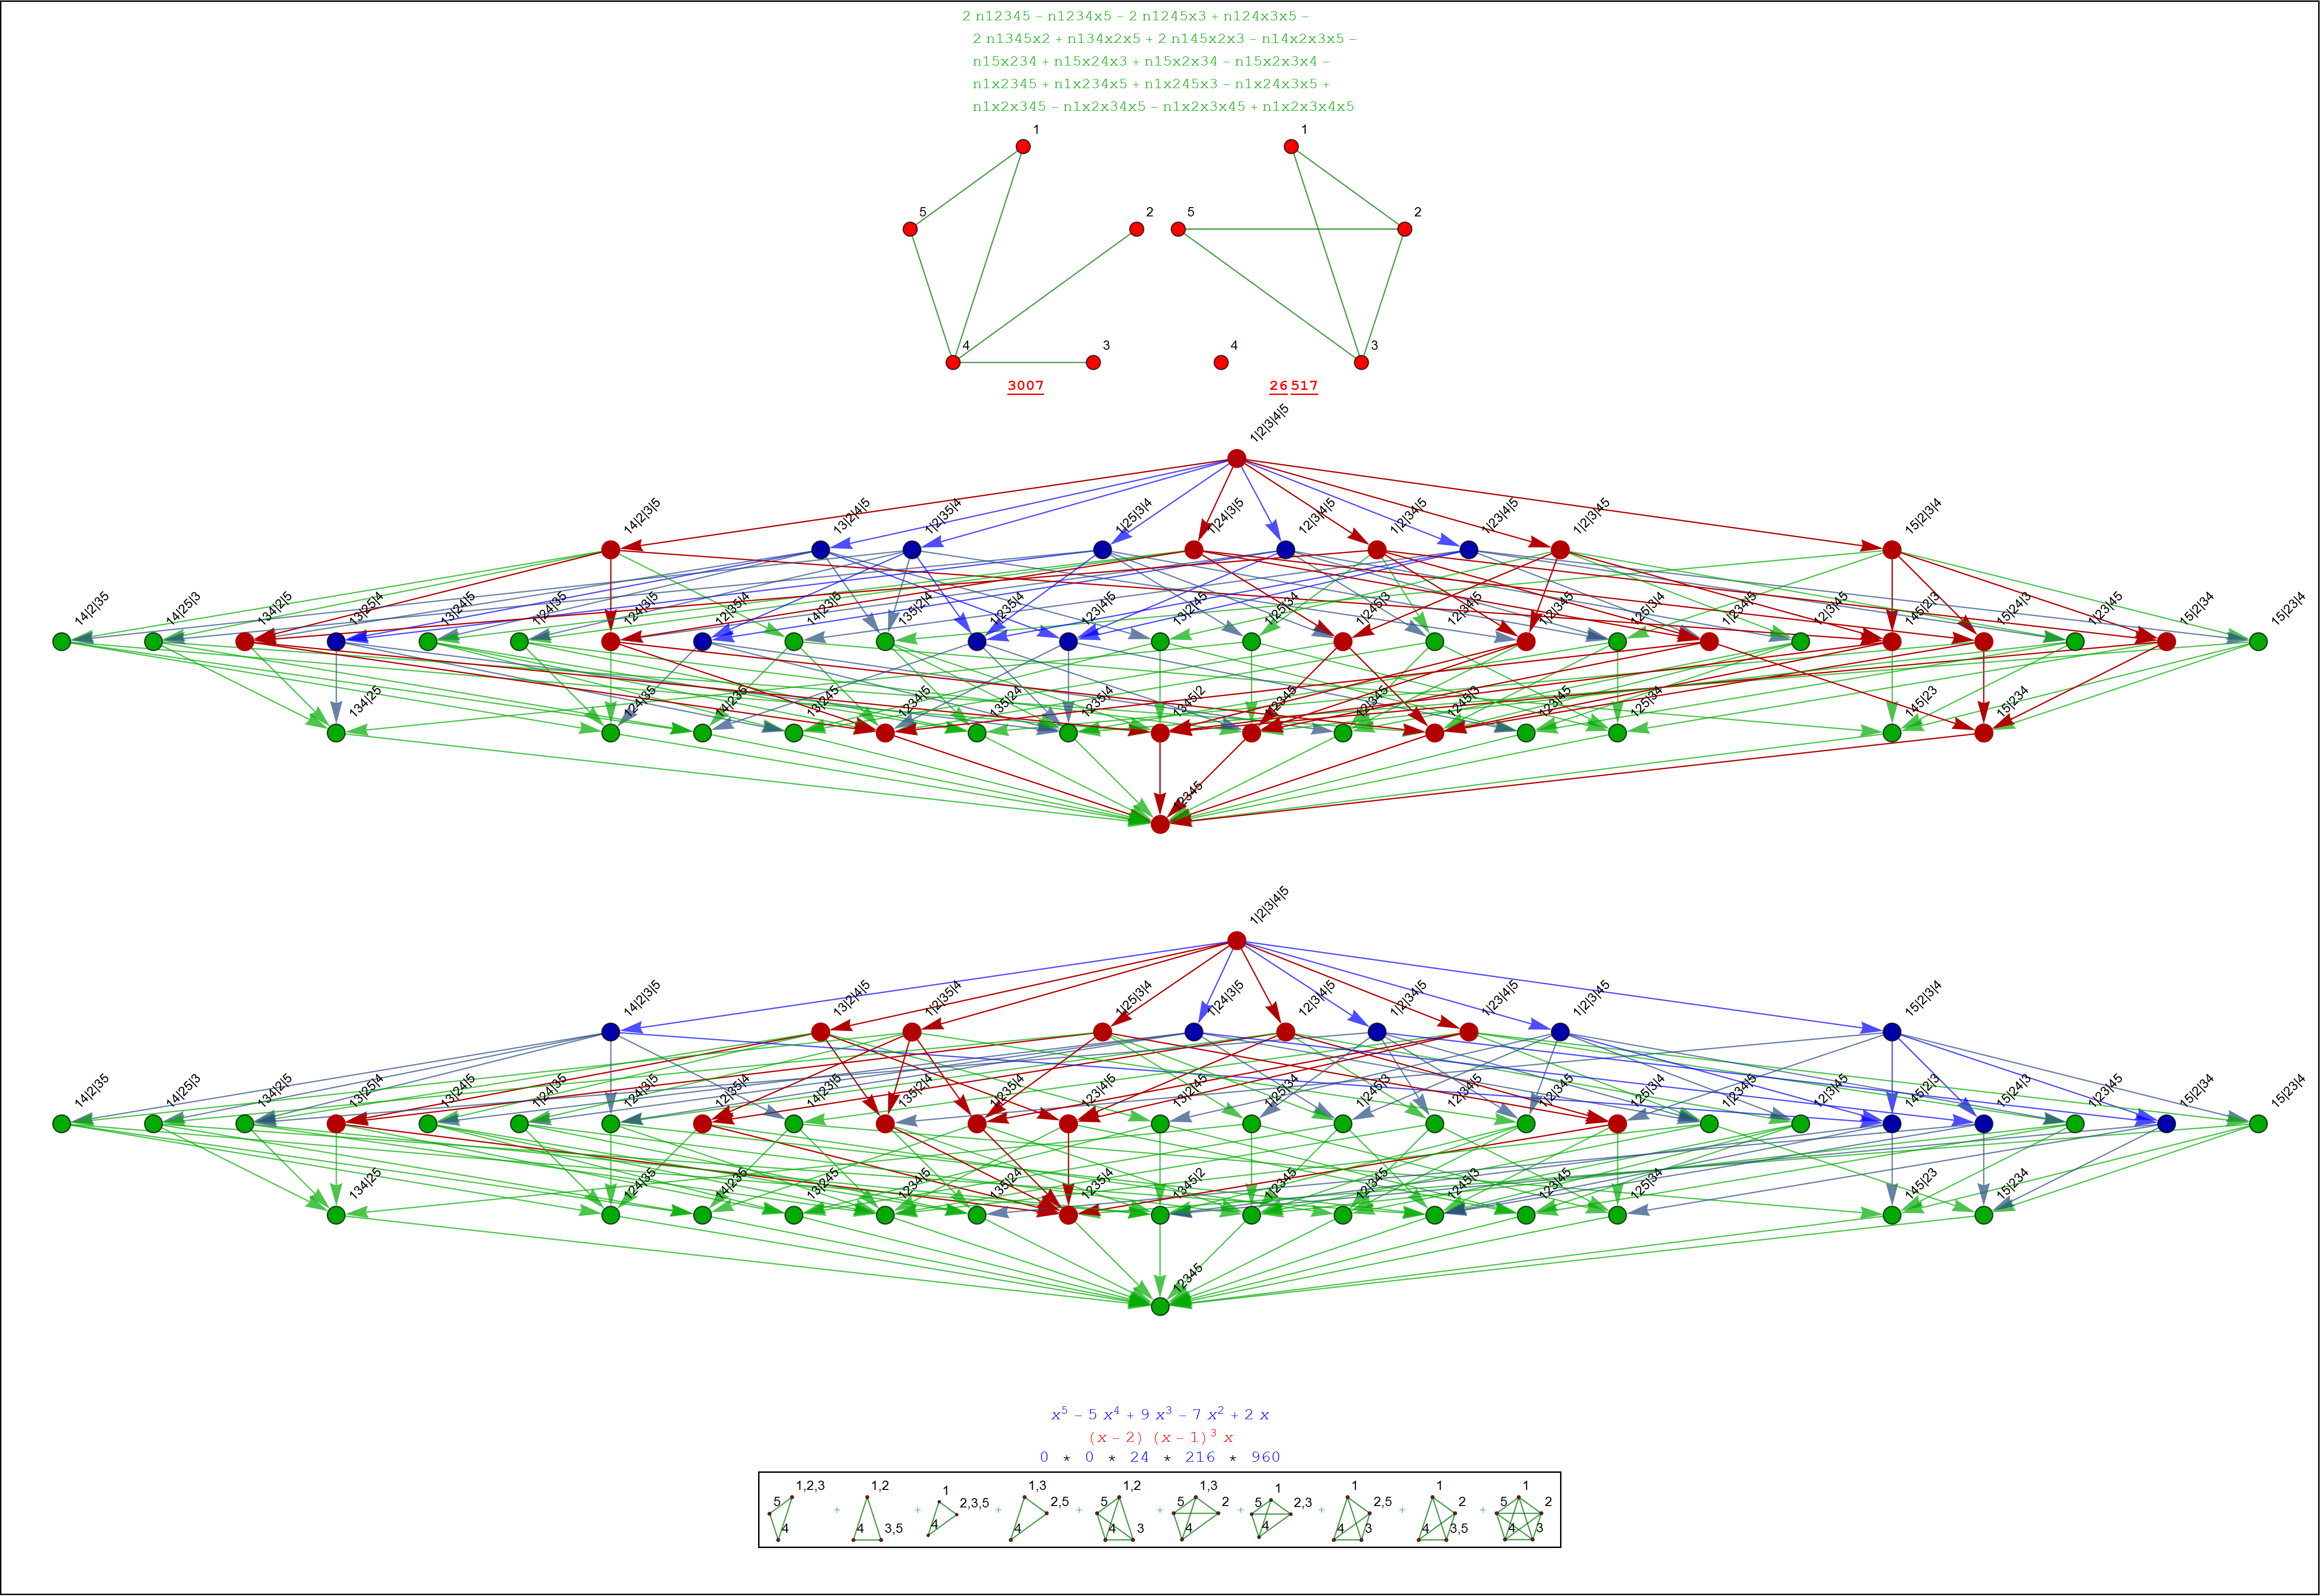 2 n12345 – n1234x5 – 2 n1245x3 + n124x3x5 –
2 n1345x2 + n134x2x5 + 2 n145x2x3 – n14x2x3x5 –
n15x234 + n15x24x3 + n15x2x34 – n15x2x3x4 –
n1x2345 + n1x234x5 + n1x245x3 – n1x24x3x5 +
n1x2x345 – n1x2x34x5 – n1x2x3x45 + n1x2x3x4x5
1 1
5 2 5 2
4 3 4 3
3007 26 517
1|2|3|4|5
14|2|3|5 13|2|4|5 1|2|35|4 1|25|3|4 1|24|3|5 12|3|4|5 1|2|34|5 1|23|4|5 1|2|3|45 15|2|3|4
14|2|35 14|25|3 134|2|5 13|25|4 13|24|5 1|24|35 124|3|5 12|35|4 14|23|5 135|2|4 1|235|4 123|4|5 13|2|45 1|25|34 1|245|3 12|34|5 1|2|345 125|3|4 1|234|5 12|3|45 145|2|3 15|24|3 1|23|45 15|2|34 15|23|4
134|25 124|35 14|235 13|245 1234|5 135|24 1235|4 1345|2 1|2345 12|345 1245|3 123|45 125|34 145|23 15|234
12345
1|2|3|4|5
14|2|3|5 13|2|4|5 1|2|35|4 1|25|3|4 1|24|3|5 12|3|4|5 1|2|34|5 1|23|4|5 1|2|3|45 15|2|3|4
14|2|35 14|25|3 134|2|5 13|25|4 13|24|5 1|24|35 124|3|5 12|35|4 14|23|5 135|2|4 1|235|4 123|4|5 13|2|45 1|25|34 1|245|3 12|34|5 1|2|345 125|3|4 1|234|5 12|3|45 145|2|3 15|24|3 1|23|45 15|2|34 15|23|4
134|25 124|35 14|235 13|245 1234|5 135|24 1235|4 1345|2 1|2345 12|345 1245|3 123|45 125|34 145|23 15|234
12345
x⁵ – 5 x⁴ + 9 x³ – 7 x² + 2 x
(x – 2) (x – 1)³ x
0 * 0 * 24 * 216 * 960
5 1,2,3 4 + 1,2 4 3,5 + 1 2,3,5 4 + 1,3 2,5 4 + 1,2 5 4 3 + 1,3 5 2 4 + 1 5 2,3 4 + 1 2,5 4 3 + 1 2 4 3,5 + 1 5 2 4 3